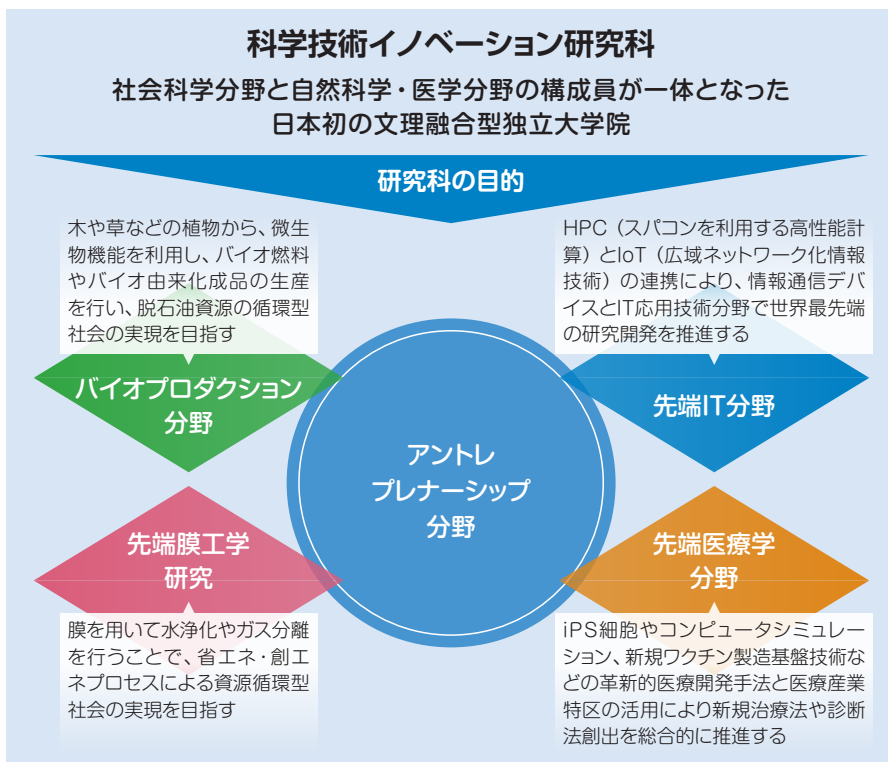 科学技術イノベーション研究科
社会科学分野と自然科学・医学分野の構成員が一体となった
日本初の文理融合型独立大学院
研究科の目的
木や草などの植物から、微生
物機能を利用し、バイオ燃料
やバイオ由来化成品の生産
を行い、脱石油資源の循環型
社会の実現を目指す
バイオプロダクション
分野
HPC（スパコンを利用する高性能計
算）とIoT（広域ネットワーク化情報
技術）の連携により、情報通信デバ
イスとIT応用技術分野で世界最先端
の研究開発を推進する
先端IT分野
アントレ
プレナーシップ
分野
先端膜工学
研究
膜を用いて水浄化やガス分離
を行うことで、省エネ・創エ
ネプロセスによる資源循環型
社会の実現を目指す
先端医療学
分野
iPS細胞やコンピュータシミュレー
ション、新規ワクチン製造基盤技術な
どの革新的医療開発手法と医療産業
特区の活用により新規治療法や診断
法創出を総合的に推進する